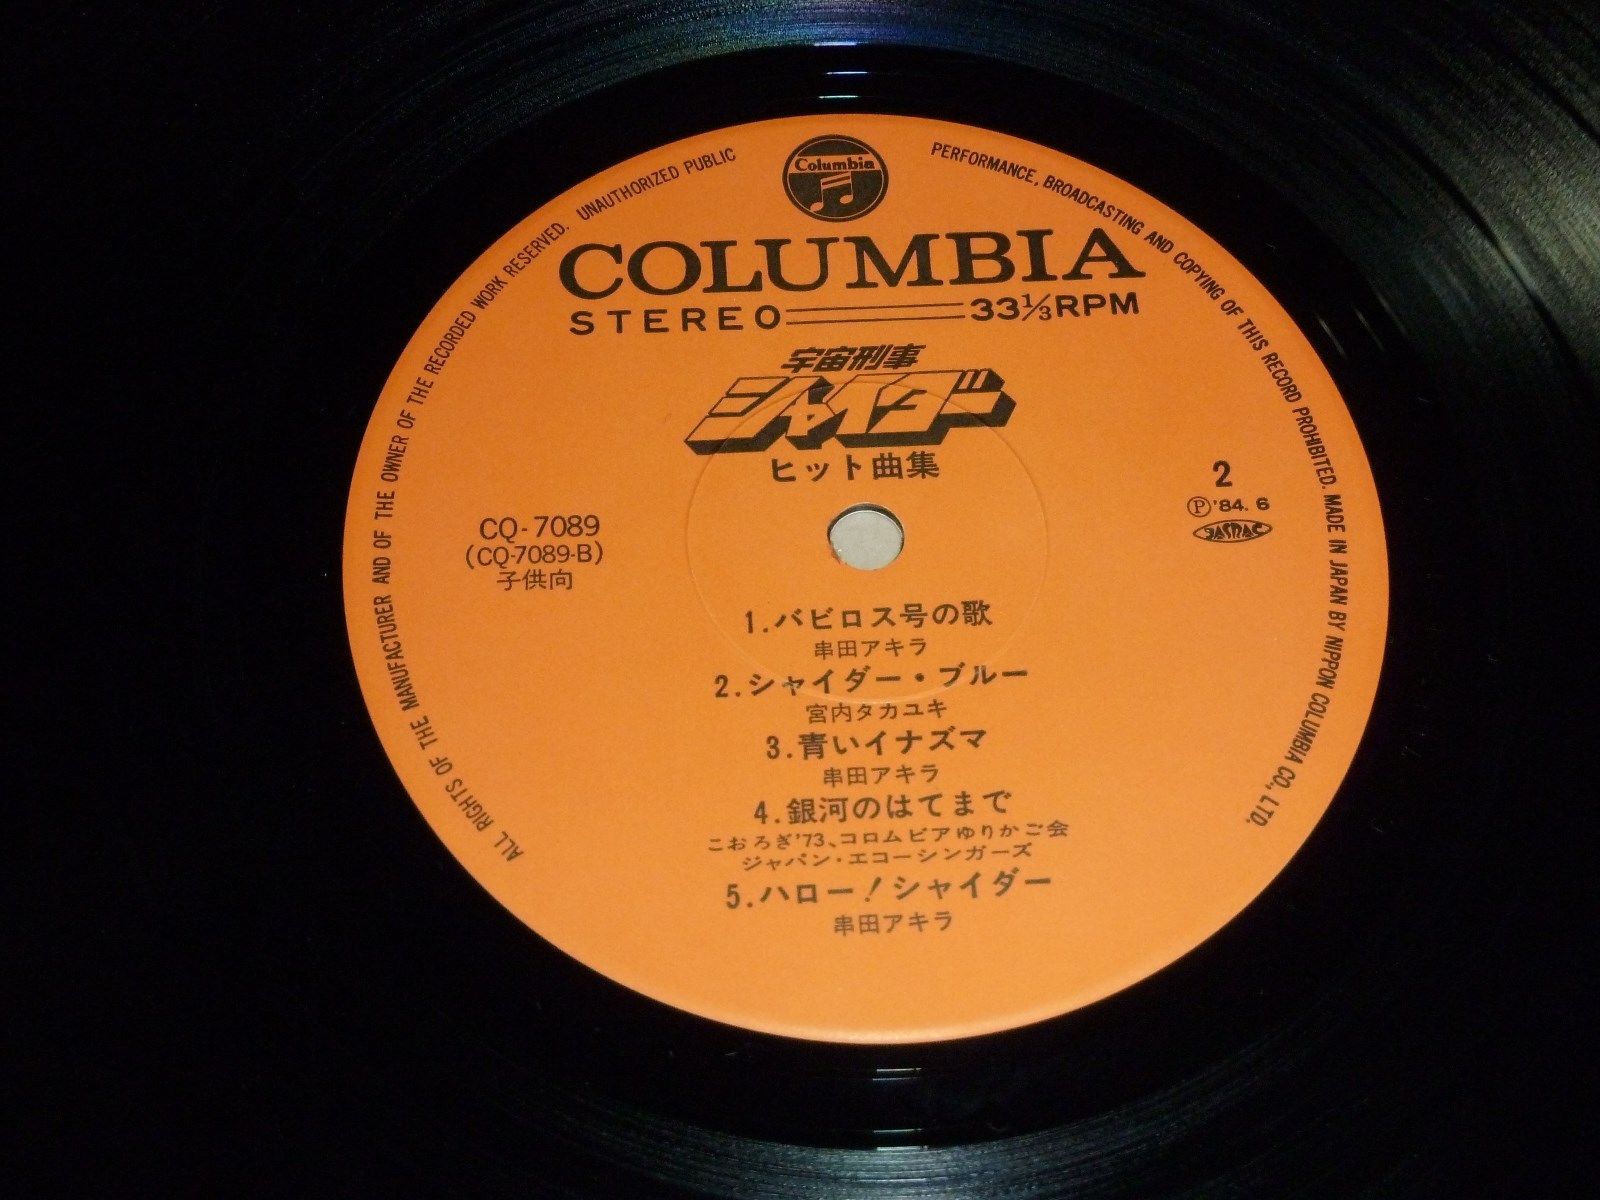 Columbia
COLUMBIA
STEREO 33⅓RPM
宇宙刑事
シャイダー
ヒット曲集
CQ-7089
(CQ-7089-B)
子供向
2
Ⓟ'84. 6
JASRAC
1.バビロス号の歌
串田アキラ
2.シャイダー・ブルー
宮内タカユキ
3.青いイナズマ
串田アキラ
4.銀河のはてまで
こおろぎ'73、コロムビアゆりかご会
ジャパン・エコーシンガーズ
5.ハロー!シャイダー
串田アキラ
ALL RIGHTS OF THE MANUFACTURER AND OF THE OWNER OF THE RECORDED WORK RESERVED. UNAUTHORIZED PUBLIC PERFORMANCE, BROADCASTING AND COPYING OF THIS RECORD PROHIBITED. MADE IN JAPAN BY NIPPON COLUMBIA CO., LTD.